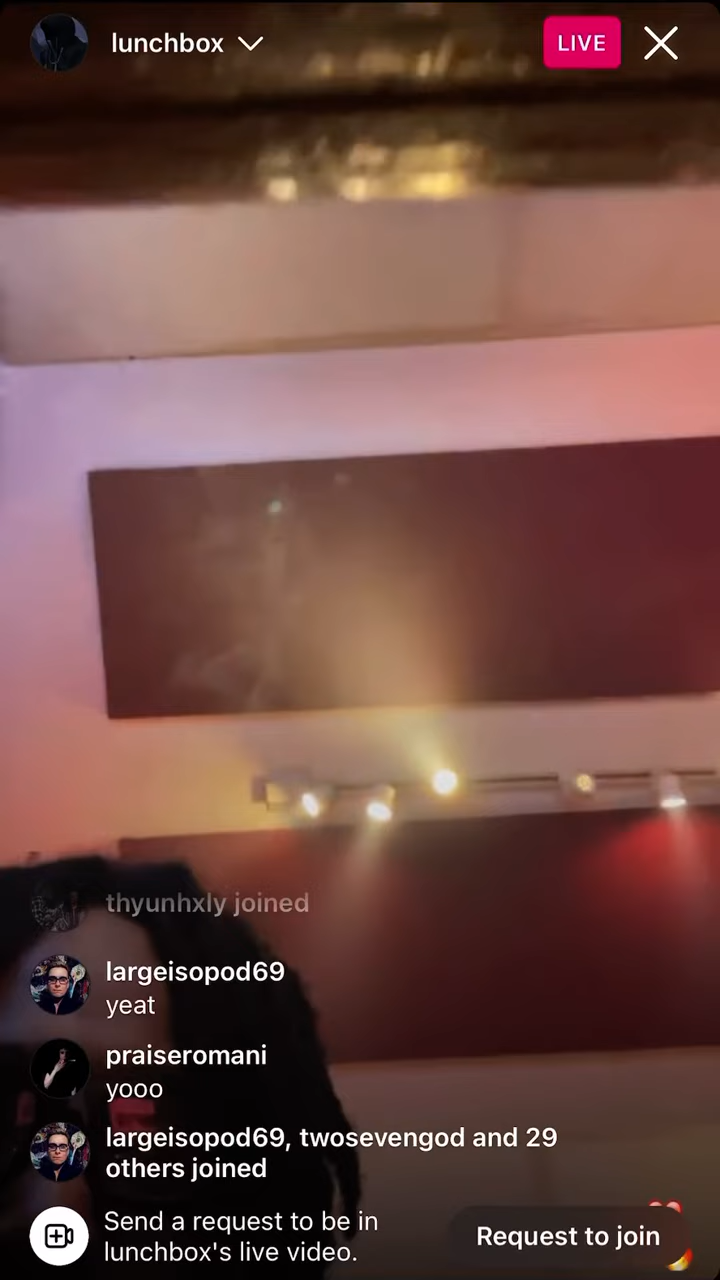 lunchbox
LIVE
thyunhxly joined
largeisopod69
yeat
praiseromani
yooo
largeisopod69, twosevengod and 29
others joined
Send a request to be in
lunchbox's live video.
Request to join